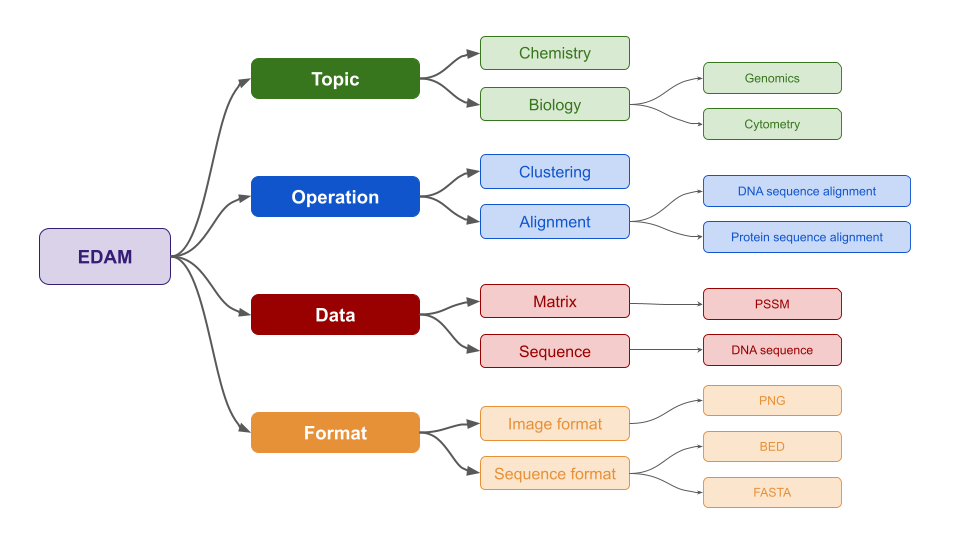 EDAM
Topic
Chemistry
Biology
Genomics
Cytometry
Operation
Clustering
Alignment
DNA sequence alignment
Protein sequence alignment
Data
Matrix
PSSM
Sequence
DNA sequence
Format
Image format
PNG
Sequence format
BED
FASTA